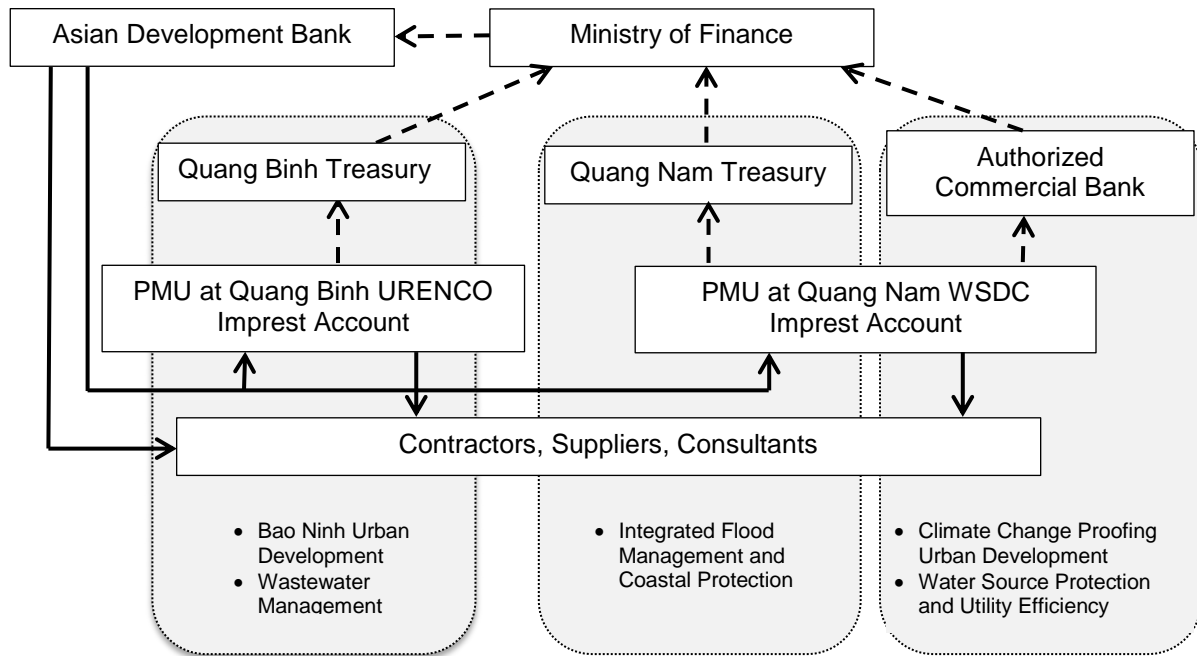 Asian Development Bank
Ministry of Finance
Quang Binh Treasury
Quang Nam Treasury
Authorized
Commercial Bank
PMU at Quang Binh URENCO
Imprest Account
PMU at Quang Nam WSDC
Imprest Account
Contractors, Suppliers, Consultants
• Bao Ninh Urban
Development
• Wastewater
Management
• Integrated Flood
Management and
Coastal Protection
• Climate Change Proofing
Urban Development
• Water Source Protection
and Utility Efficiency